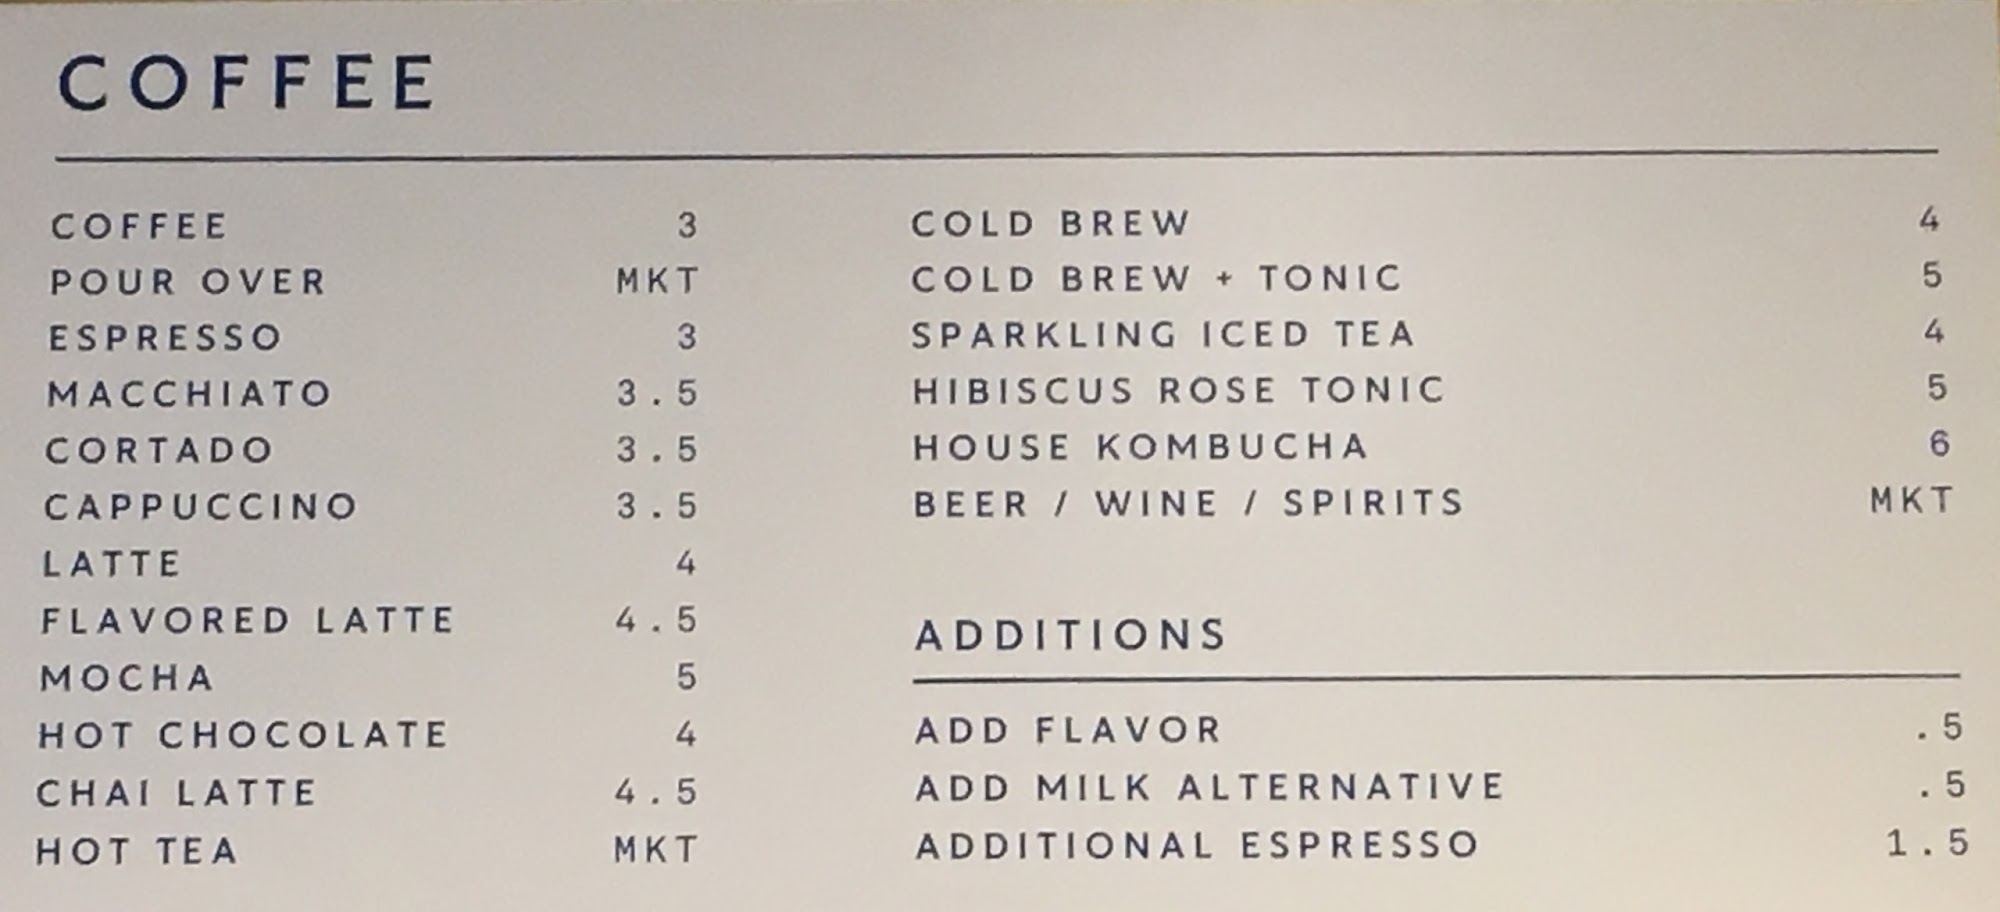 COFFEE
COFFEE 3
POUR OVER MKT
ESPRESSO 3
MACCHIATO 3.5
CORTADO 3.5
CAPPUCCINO 3.5
LATTE 4
FLAVORED LATTE 4.5
MOCHA 5
HOT CHOCOLATE 4
CHAI LATTE 4.5
HOT TEA MKT
COLD BREW 4
COLD BREW + TONIC 5
SPARKLING ICED TEA 4
HIBISCUS ROSE TONIC 5
HOUSE KOMBUCHA 6
BEER / WINE / SPIRITS MKT
ADDITIONS
ADD FLAVOR .5
ADD MILK ALTERNATIVE .5
ADDITIONAL ESPRESSO 1.5